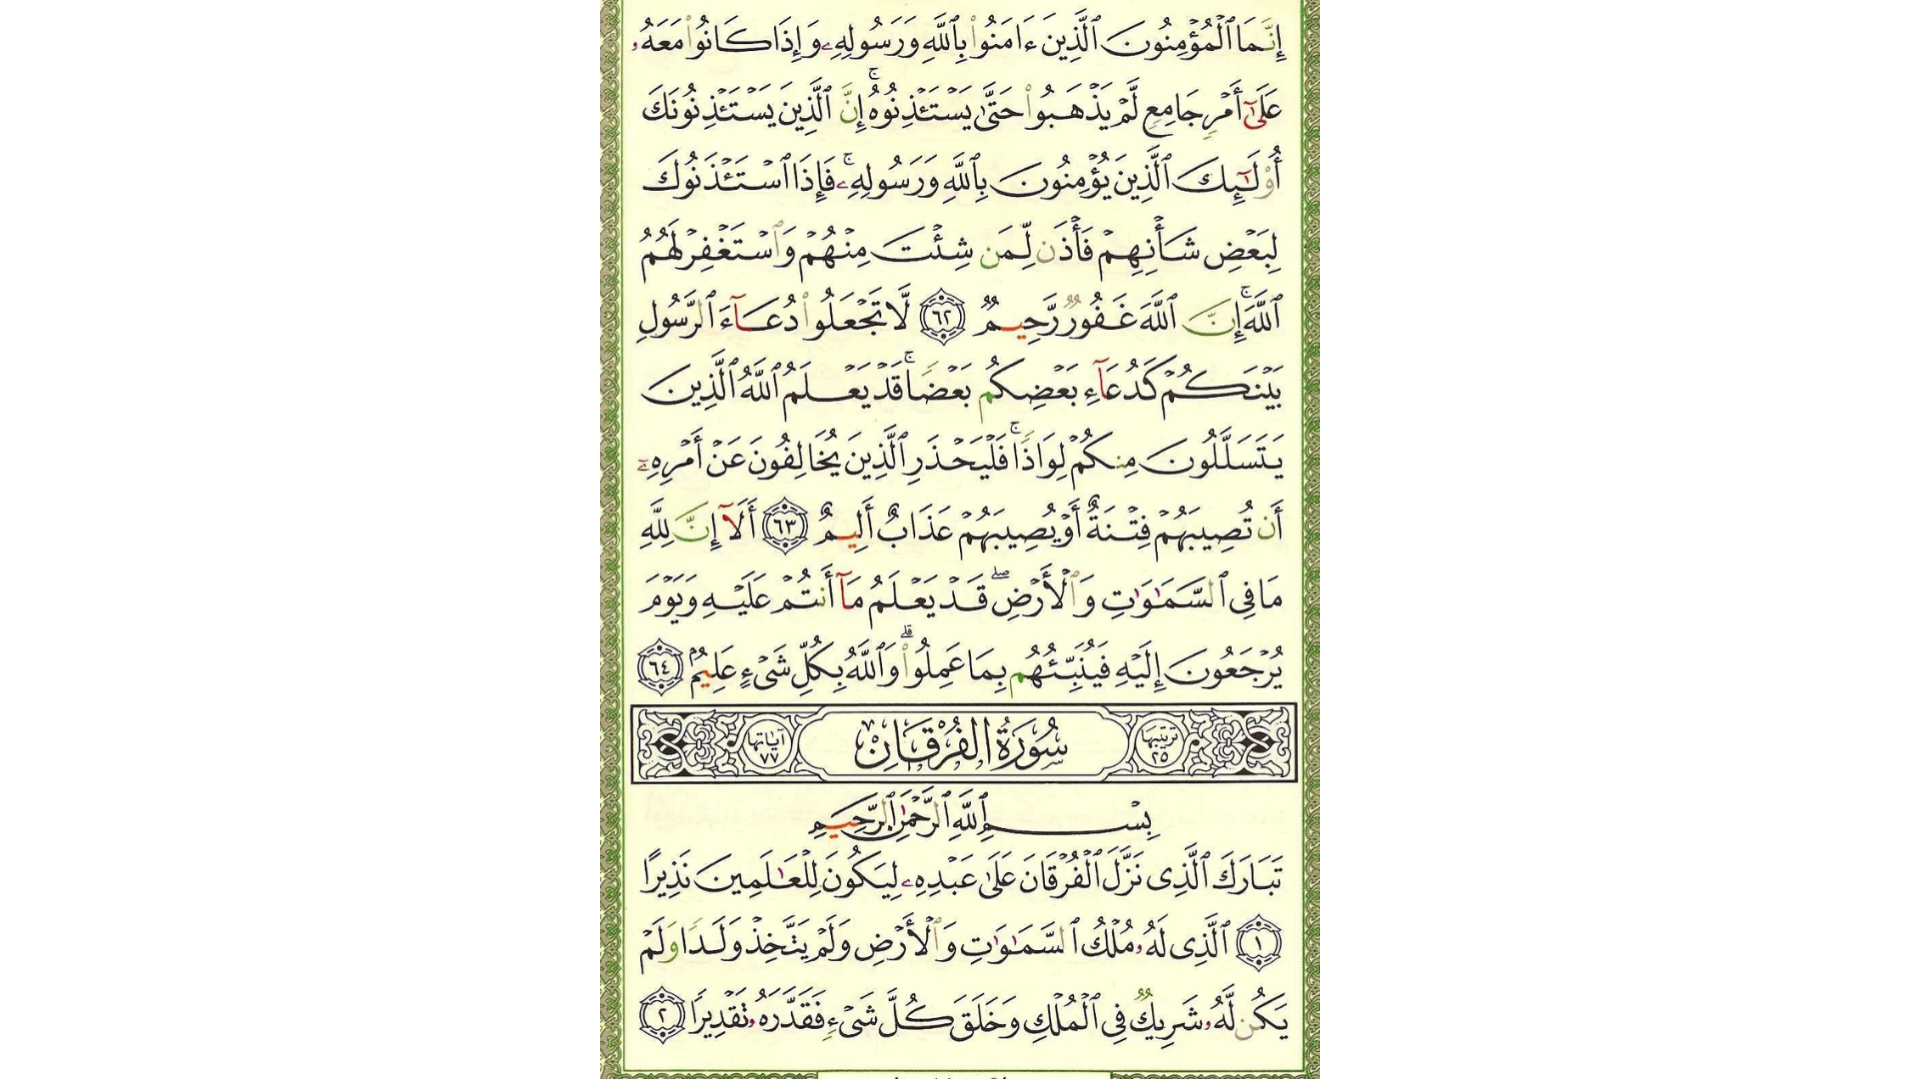 إِنَّمَا ٱلْمُؤْمِنُونَ ٱلَّذِينَ ءَامَنُوا۟ بِٱللَّهِ وَرَسُولِهِۦ وَإِذَا كَانُوا۟ مَعَهُۥ
عَلَىٰٓ أَمْرٍ جَامِعٍ لَّمْ يَذْهَبُوا۟ حَتَّىٰ يَسْتَـْٔذِنُوهُ ۚ إِنَّ ٱلَّذِينَ يَسْتَـْٔذِنُونَكَ
أُو۟لَـٰٓئِكَ ٱلَّذِينَ يُؤْمِنُونَ بِٱللَّهِ وَرَسُولِهِۦ ۚ فَإِذَا ٱسْتَـْٔذَنُوكَ
لِبَعْضِ شَأْنِهِمْ فَأْذَن لِّمَن شِئْتَ مِنْهُمْ وَٱسْتَغْفِرْ لَهُمُ
ٱللَّهَ ۚ إِنَّ ٱللَّهَ غَفُورٌ رَّحِيمٌ ٦٢ لَّا تَجْعَلُوا۟ دُعَآءَ ٱلرَّسُولِ
بَيْنَكُمْ كَدُعَآءِ بَعْضِكُم بَعْضًا ۚ قَدْ يَعْلَمُ ٱللَّهُ ٱلَّذِينَ
يَتَسَلَّلُونَ مِنكُمْ لِوَاذًا ۚ فَلْيَحْذَرِ ٱلَّذِينَ يُخَالِفُونَ عَنْ أَمْرِهِۦٓ
أَن تُصِيبَهُمْ فِتْنَةٌ أَوْ يُصِيبَهُمْ عَذَابٌ أَلِيمٌ ٦٣ أَلَآ إِنَّ لِلَّهِ
مَا فِى ٱلسَّمَـٰوَٰتِ وَٱلْأَرْضِ ۖ قَدْ يَعْلَمُ مَآ أَنتُمْ عَلَيْهِ وَيَوْمَ
يُرْجَعُونَ إِلَيْهِ فَيُنَبِّئُهُم بِمَا عَمِلُوا۟ ۗ وَٱللَّهُ بِكُلِّ شَىْءٍ عَلِيمٌۢ ٦٤
ترتيبها ٢٥ سُورَةُ الفُرْقَانِ آياتها ٧٧
بِسْمِ ٱللَّهِ ٱلرَّحْمَـٰنِ ٱلرَّحِيمِ
تَبَارَكَ ٱلَّذِى نَزَّلَ ٱلْفُرْقَانَ عَلَىٰ عَبْدِهِۦ لِيَكُونَ لِلْعَـٰلَمِينَ نَذِيرًا
١ ٱلَّذِى لَهُۥ مُلْكُ ٱلسَّمَـٰوَٰتِ وَٱلْأَرْضِ وَلَمْ يَتَّخِذْ وَلَدًا وَلَمْ
يَكُن لَّهُۥ شَرِيكٌ فِى ٱلْمُلْكِ وَخَلَقَ كُلَّ شَىْءٍ فَقَدَّرَهُۥ تَقْدِيرًا ٢